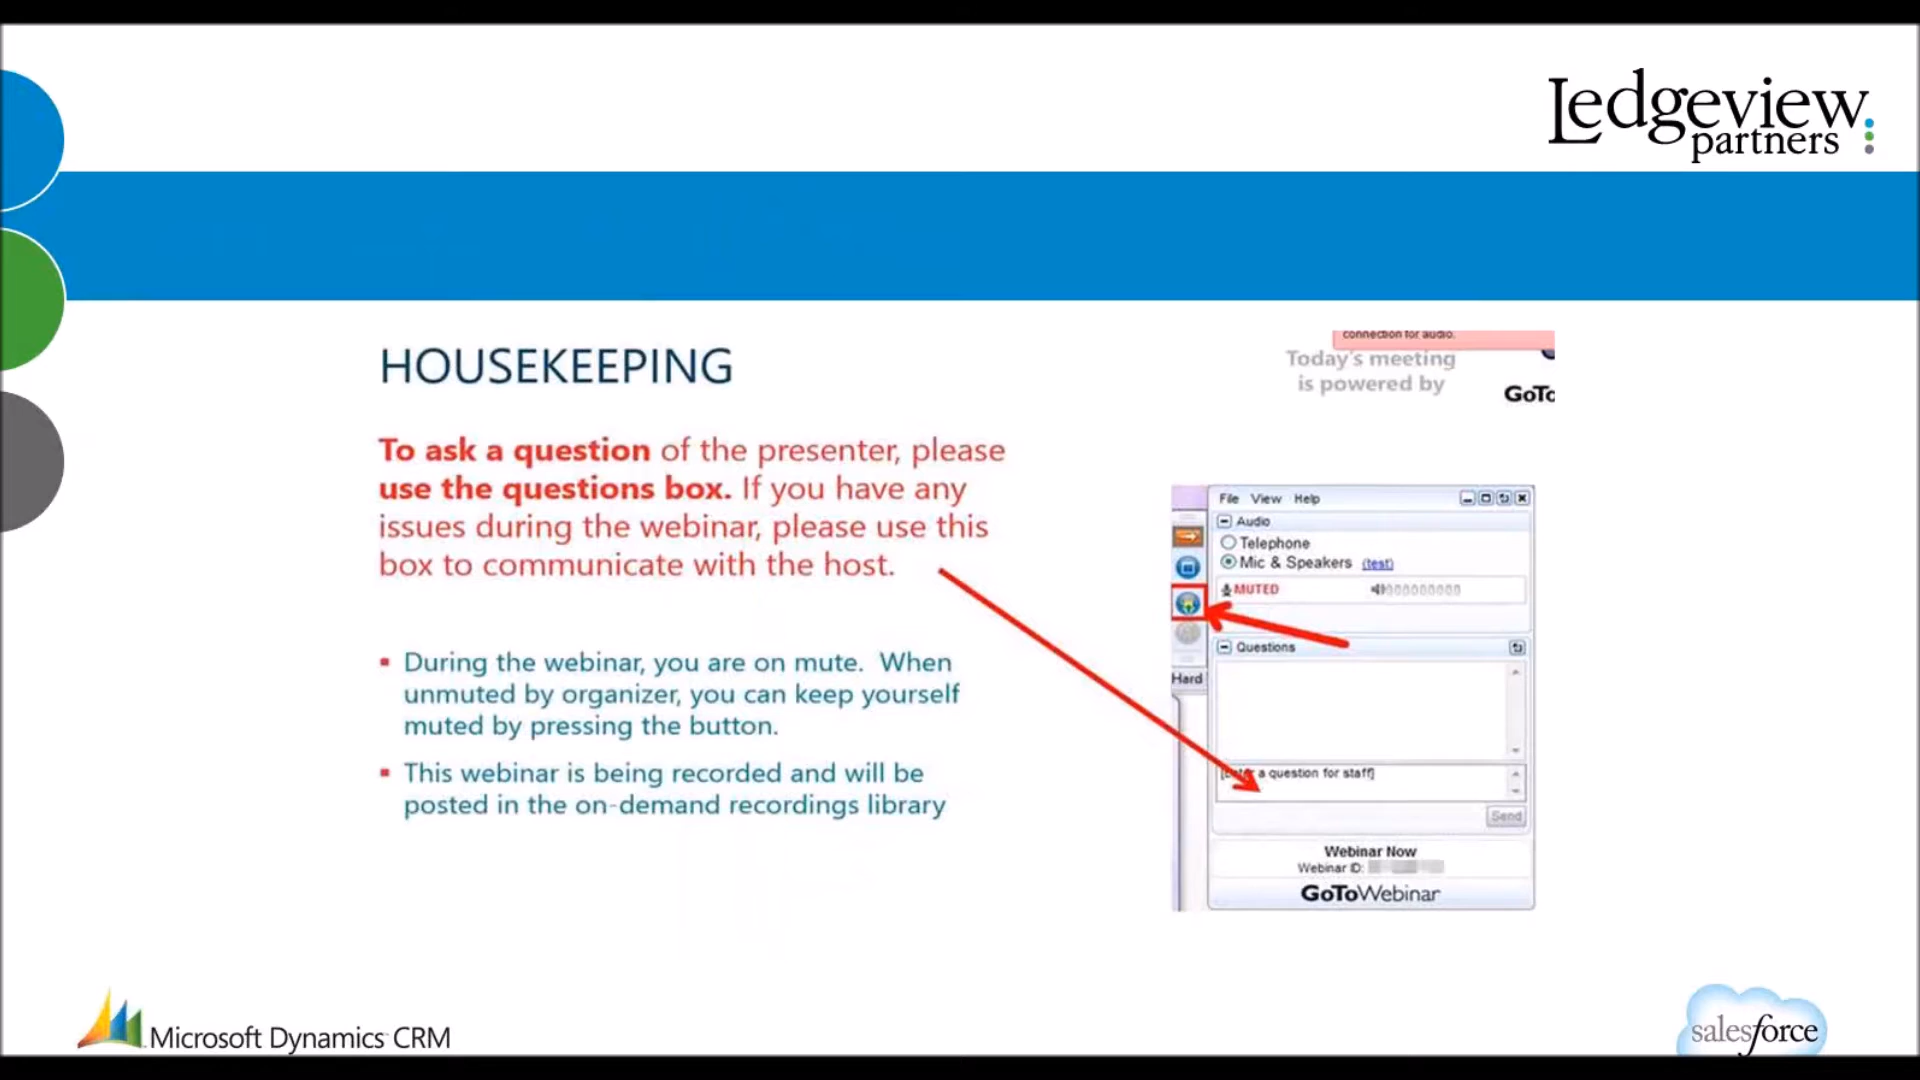 Ledgeview
partners
HOUSEKEEPING
To ask a question of the presenter, please
use the questions box. If you have any
issues during the webinar, please use this
box to communicate with the host.
▪ During the webinar, you are on mute. When
unmuted by organizer, you can keep yourself
muted by pressing the button.
▪ This webinar is being recorded and will be
posted in the on-demand recordings library
connection for audio.
Today's meeting
is powered by
GoTo
File View Help
Audio
Telephone
Mic & Speakers (test)
MUTED
Questions
Hard
a question for staff]
Send
Webinar Now
Webinar ID:
GoToWebinar
Microsoft Dynamics CRM
salesforce